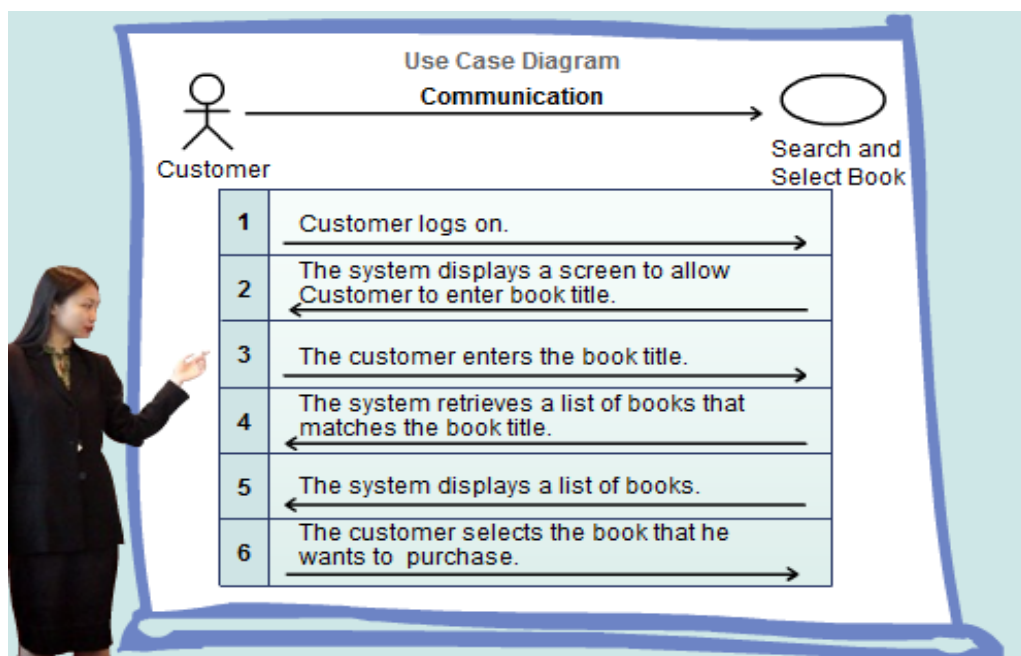 Use Case Diagram
Communication
Customer
Search and
Select Book
1
Customer logs on.
2
The system displays a screen to allow
Customer to enter book title.
3
The customer enters the book title.
4
The system retrieves a list of books that
matches the book title.
5
The system displays a list of books.
6
The customer selects the book that he
wants to purchase.